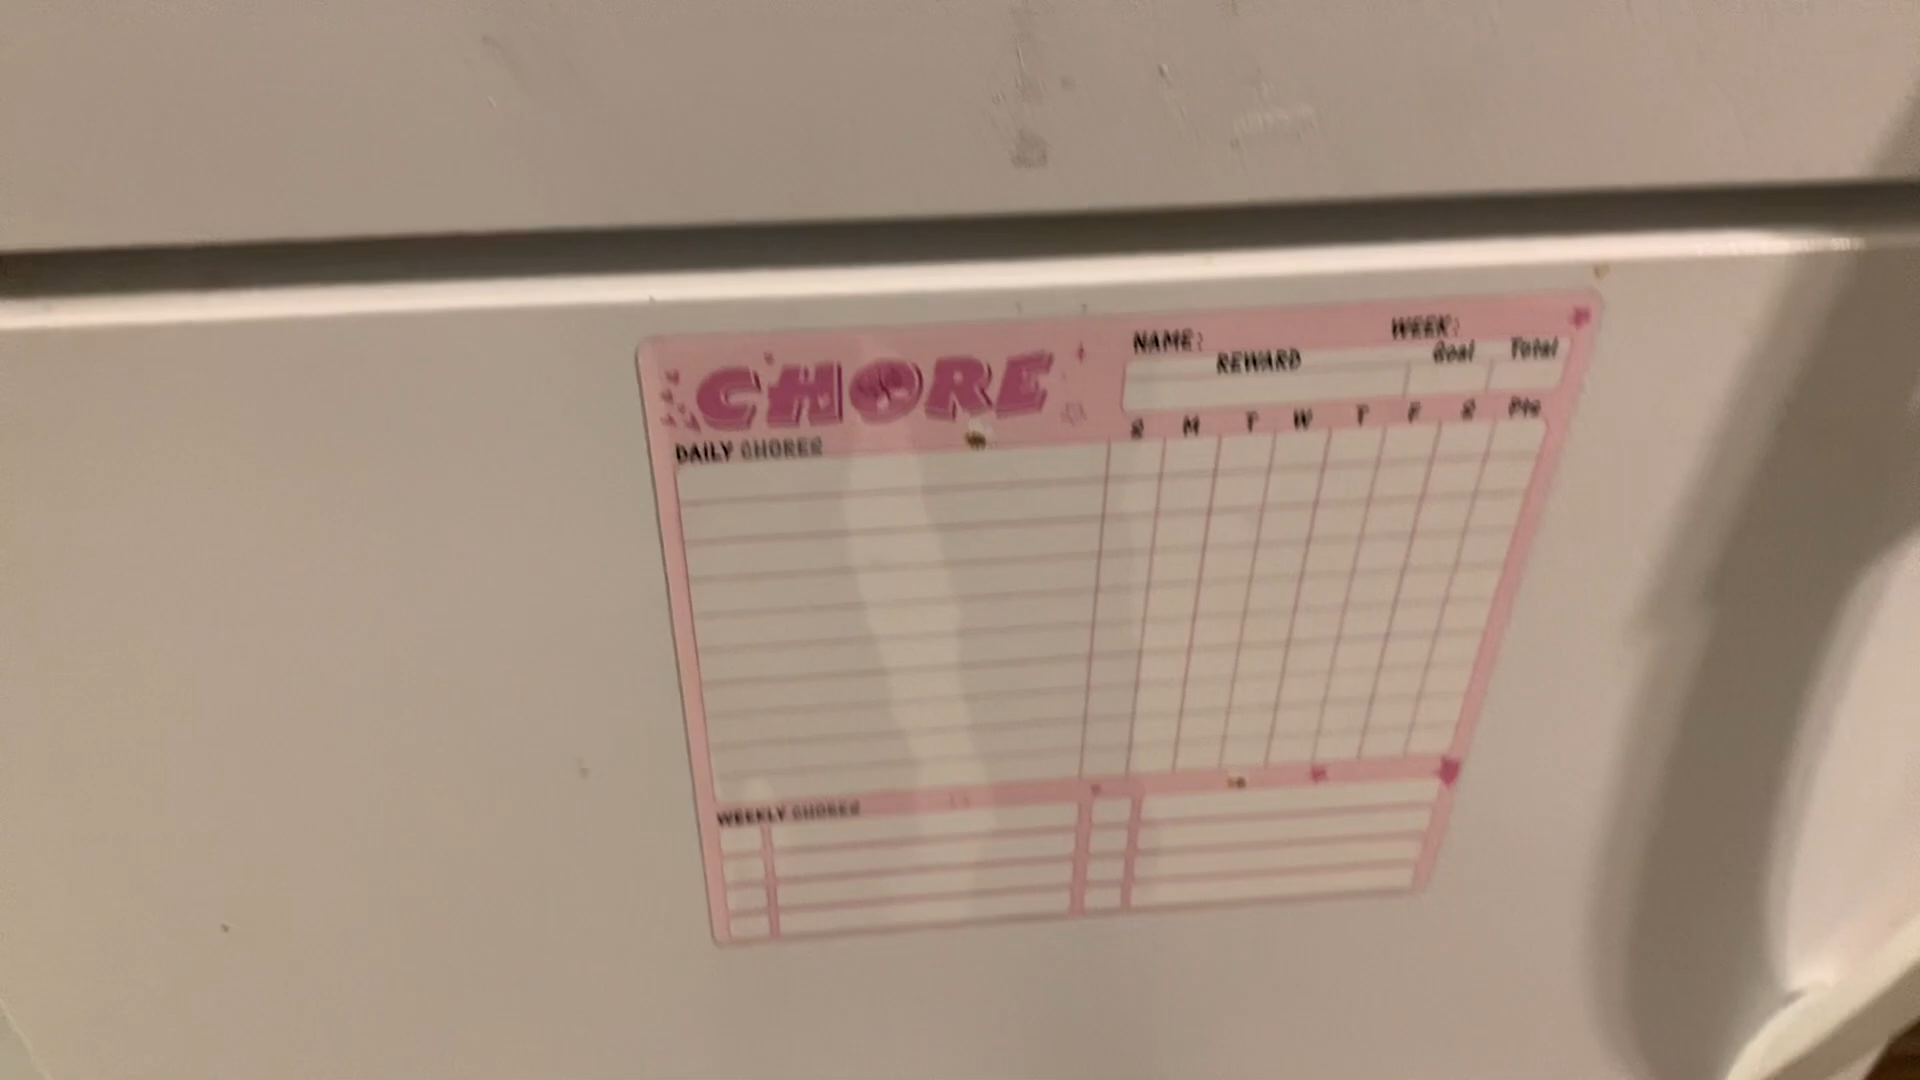 CHORE
NAME:
WEEK:
REWARD
Goal
Total
DAILY CHORES
S M T W T F S Pts
WEEKLY CHORES